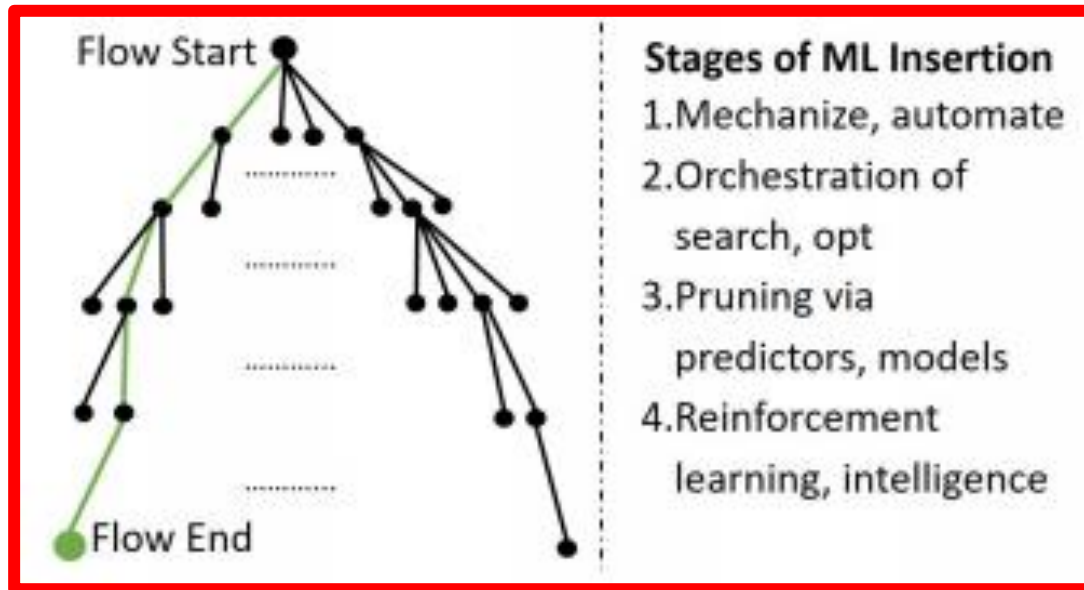 Flow Start
Flow End
Stages of ML Insertion
1.Mechanize, automate
2.Orchestration of
search, opt
3.Pruning via
predictors, models
4.Reinforcement
learning, intelligence